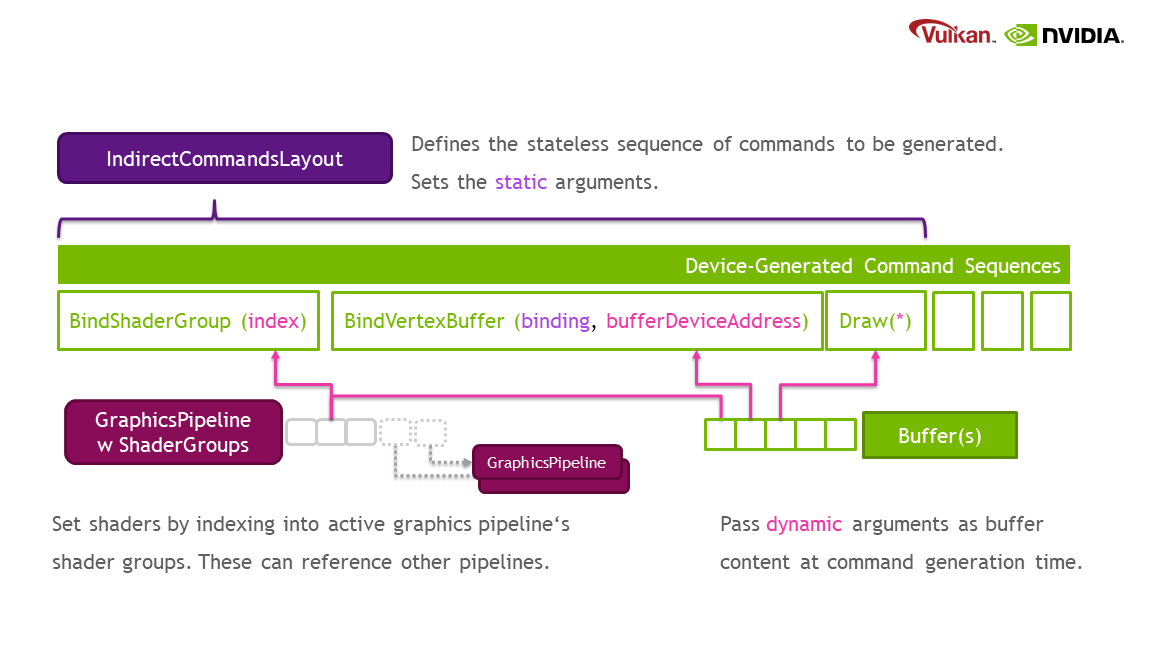 Vulkan™ NVIDIA.
IndirectCommandsLayout
Defines the stateless sequence of commands to be generated.
Sets the static arguments.
Device-Generated Command Sequences
BindShaderGroup (index)
BindVertexBuffer (binding, bufferDeviceAddress)
Draw(*)
GraphicsPipeline
w ShaderGroups
GraphicsPipeline
Buffer(s)
Set shaders by indexing into active graphics pipeline‘s
shader groups. These can reference other pipelines.
Pass dynamic arguments as buffer
content at command generation time.